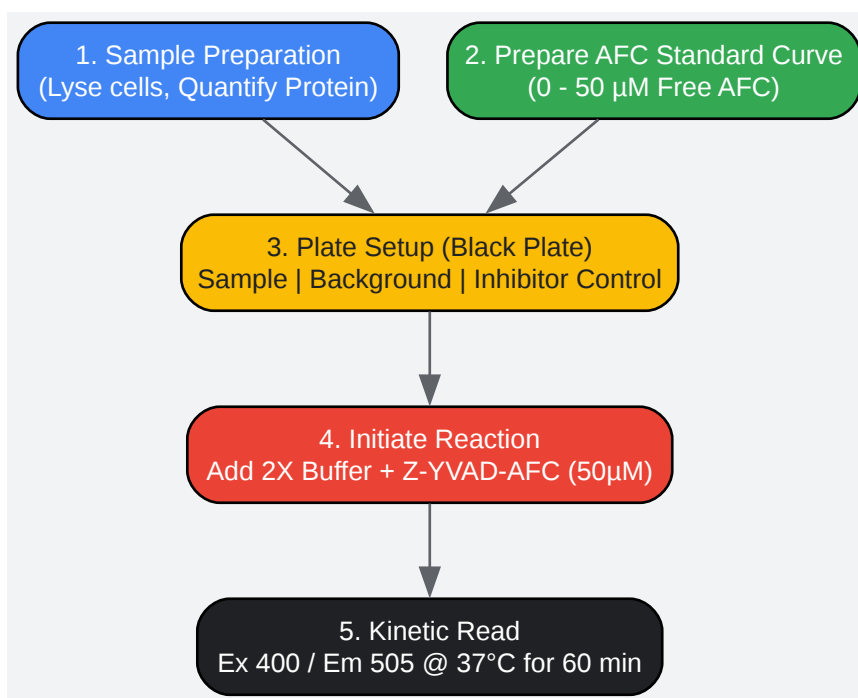 1. Sample Preparation
(Lyse cells, Quantify Protein)
2. Prepare AFC Standard Curve
(0 - 50 µM Free AFC)
3. Plate Setup (Black Plate)
Sample | Background | Inhibitor Control
4. Initiate Reaction
Add 2X Buffer + Z-YVAD-AFC (50µM)
5. Kinetic Read
Ex 400 / Em 505 @ 37°C for 60 min